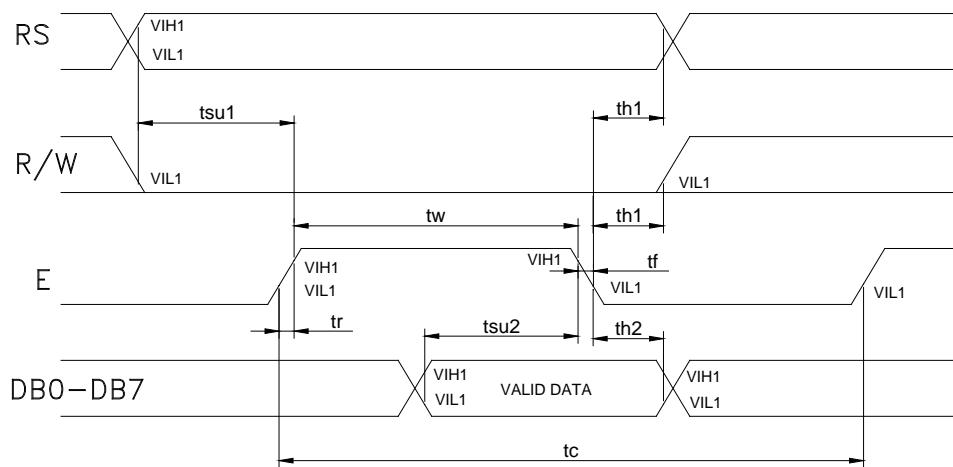 RS
VIH1
VIL1
tsu1
th1
R/W
VIL1
VIL1
tw
th1
E
VIH1
VIL1
VIH1
tf
VIL1
VIL1
tr
tsu2
th2
DB0-DB7
VIH1
VIL1
VALID DATA
VIH1
VIL1
tc